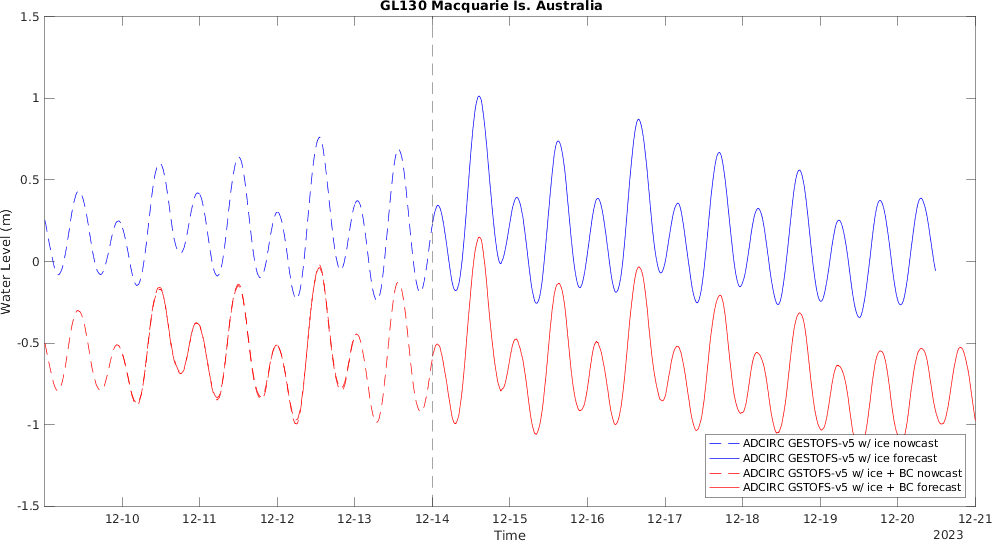 GL130 Macquarie Is. Australia
Water Level (m)
1.5
1
0.5
0
-0.5
-1
-1.5
12-10
12-11
12-12
12-13
12-14
12-15
12-16
12-17
12-18
12-19
12-20
12-21
Time
2023
ADCIRC GESTOFS-v5 w/ ice nowcast
ADCIRC GESTOFS-v5 w/ ice forecast
ADCIRC GSTOFS-v5 w/ ice + BC nowcast
ADCIRC GSTOFS-v5 w/ ice + BC forecast